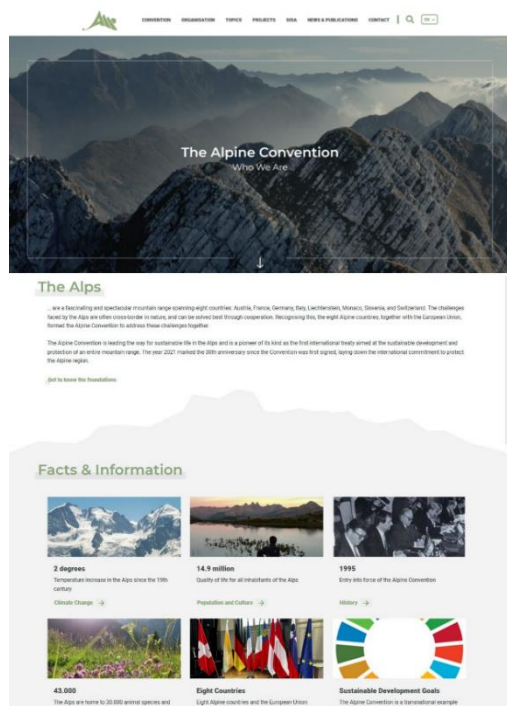 CONVENTION ORGANISATION TOPICS PROJECTS SOIA NEWS & PUBLICATIONS CONTACT EN
The Alpine Convention
Who We Are
The Alps
... are a fascinating and spectacular mountain range spanning eight countries: Austria, France, Germany, Italy, Liechtenstein, Monaco, Slovenia, and Switzerland. The challenges
faced by the Alps are often cross-border in nature, and can be solved best through cooperation. Recognising this, the eight Alpine countries, together with the European Union,
formed the Alpine Convention to address these challenges together.
The Alpine Convention is leading the way for sustainable life in the Alps and is a pioneer of its kind as the first international treaty aimed at the sustainable development and
protection of an entire mountain range. The year 2021 marked the 30th anniversary since the Convention was first signed, laying down the international commitment to protect
the Alpine region.
Get to know the foundations
Facts & Information
2 degrees
Temperature increase in the Alps since the 19th
century
Climate Change
14.9 million
Quality of life for all inhabitants of the Alps
Population and Culture
1995
Entry into force of the Alpine Convention
History
43.000
The Alps are home to 30.000 animal species and
Eight Countries
Eight Alpine countries and the European Union
Sustainable Development Goals
The Alpine Convention is a transnational example